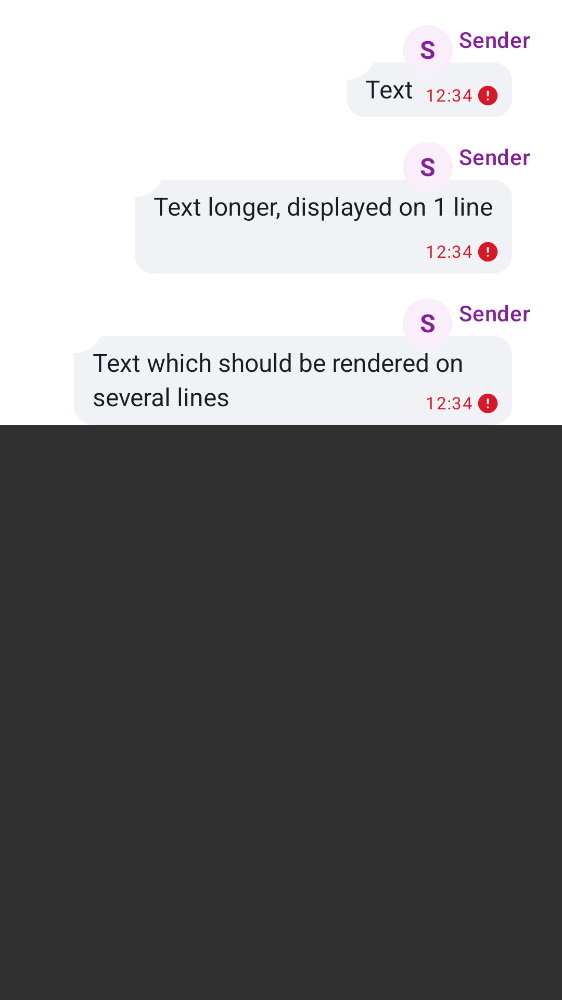 S Sender
Text 12:34
S Sender
Text longer, displayed on 1 line
12:34
S Sender
Text which should be rendered on
several lines 12:34